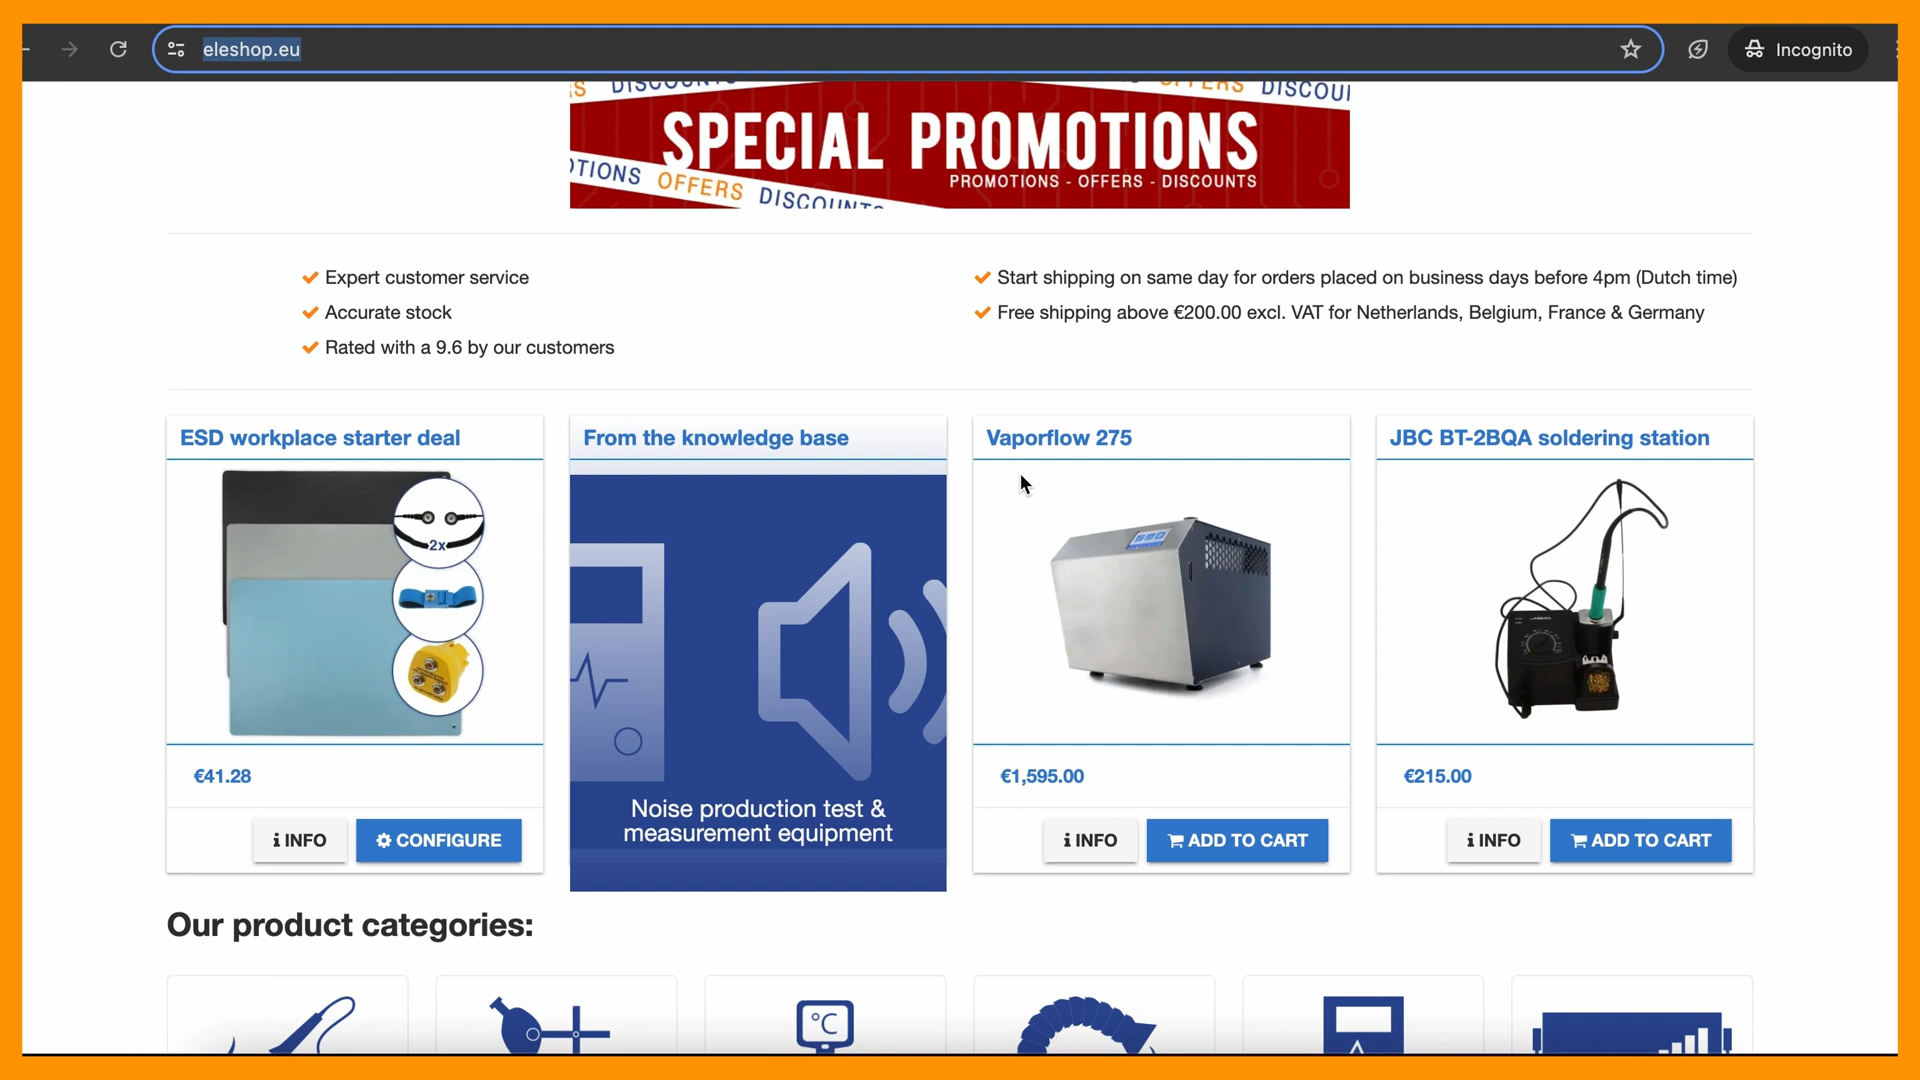 eleshop.eu
Incognito
SPECIAL PROMOTIONS
PROMOTIONS - OFFERS - DISCOUNTS
OFFERS DISCOUNTS
Expert customer service
Accurate stock
Rated with a 9.6 by our customers
Start shipping on same day for orders placed on business days before 4pm (Dutch time)
Free shipping above €200.00 excl. VAT for Netherlands, Belgium, France & Germany
ESD workplace starter deal
2x
€41.28
INFO
CONFIGURE
From the knowledge base
Noise production test &
measurement equipment
Vaporflow 275
€1,595.00
INFO
ADD TO CART
JBC BT-2BQA soldering station
€215.00
INFO
ADD TO CART
Our product categories:
°C